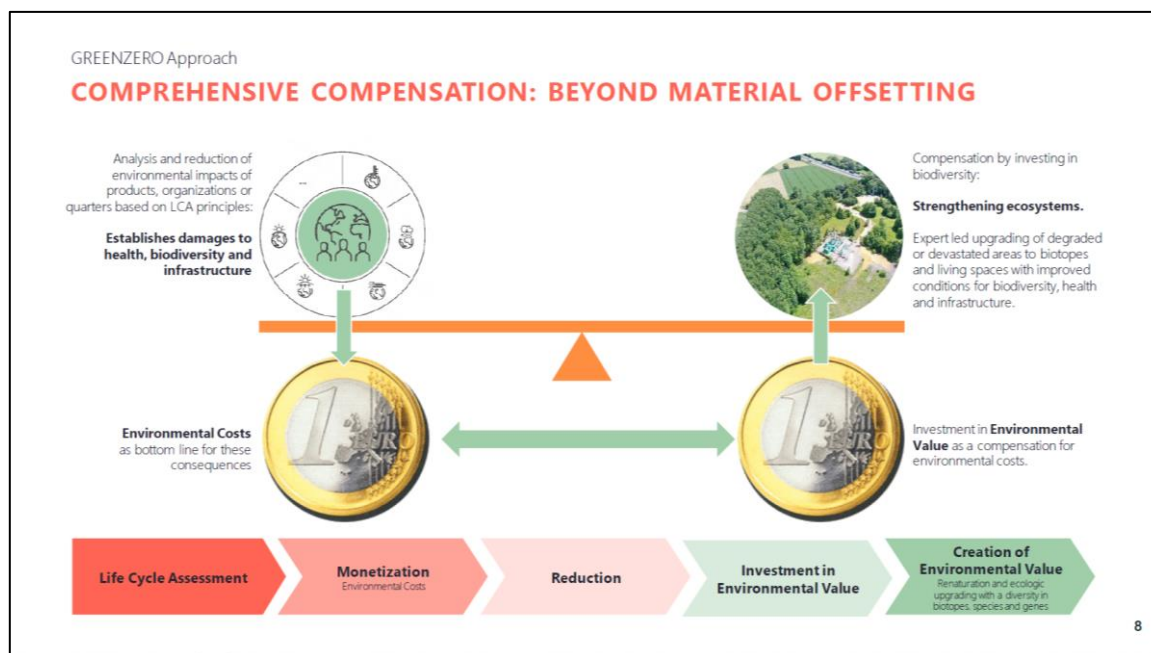 GREENZERO Approach
COMPREHENSIVE COMPENSATION: BEYOND MATERIAL OFFSETTING
Analysis and reduction of
environmental impacts of
products, organizations or
quarters based on LCA principles:
Establishes damages to
health, biodiversity and
infrastructure
...
Compensation by investing in
biodiversity:
Strengthening ecosystems.
Expert led upgrading of degraded
or devastated areas to biotopes
and living spaces with improved
conditions for biodiversity, health
and infrastructure.
Environmental Costs
as bottom line for these
consequences
1 EURO
1 EURO
Investment in Environmental
Value as a compensation for
environmental costs.
Life Cycle Assessment
Monetization
Environmental Costs
Reduction
Investment in
Environmental Value
Creation of
Environmental Value
Renaturation and ecologic
upgrading with a diversity in
biotopes, species and genes
8